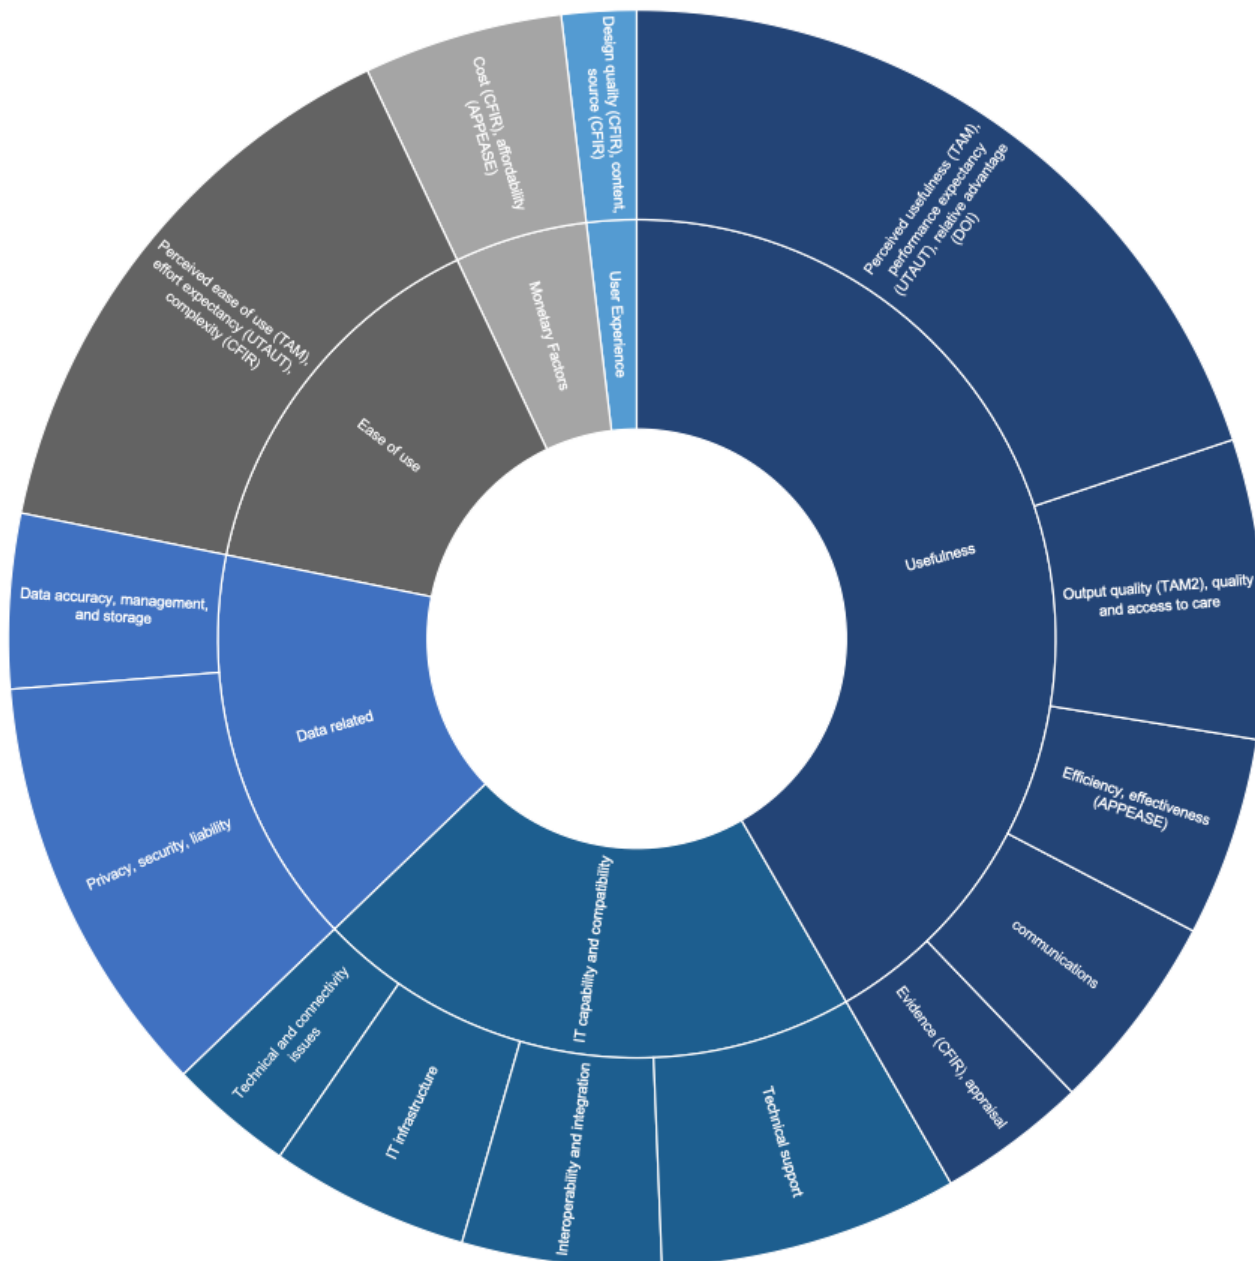 Design quality (CFIR), content,
source (CFIR)
Cost (CFIR), affordability
(APPEASE)
Perceived usefulness (TAM),
performance expectancy
(UTAUT), relative advantage
(DOI)
Perceived ease of use (TAM),
effort expectancy (UTAUT),
complexity (CFIR)
User Experience
Monetary Factors
Ease of use
Usefulness
Output quality (TAM2), quality
and access to care
Data accuracy, management,
and storage
Data related
Efficiency, effectiveness
(APPEASE)
Privacy, security, liability
IT capability and compatibility
communications
Evidence (CFIR), appraisal
Technical and connectivity
issues
IT infrastructure
Interoperability and integration
Technical support